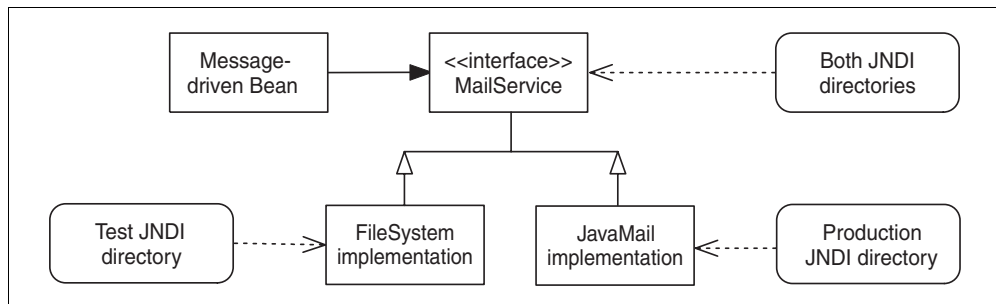 Message-
driven Bean
<<interface>>
MailService
Both JNDI
directories
Test JNDI
directory
FileSystem
implementation
JavaMail
implementation
Production
JNDI directory